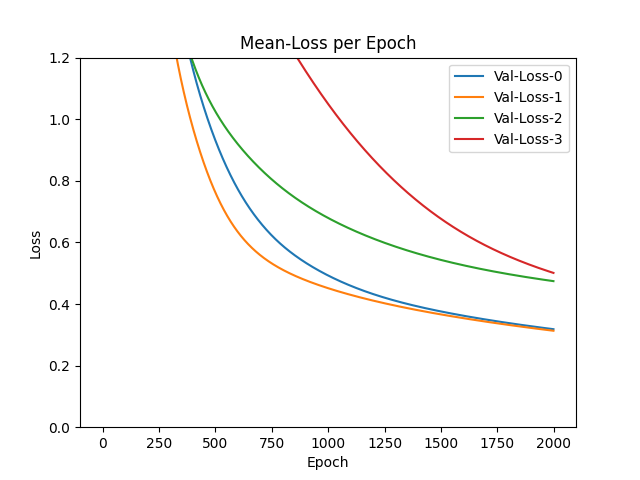 Mean-Loss per Epoch
Val-Loss-0
Val-Loss-1
Val-Loss-2
Val-Loss-3
Loss
1.2
1.0
0.8
0.6
0.4
0.2
0.0
0 250 500 750 1000 1250 1500 1750 2000
Epoch